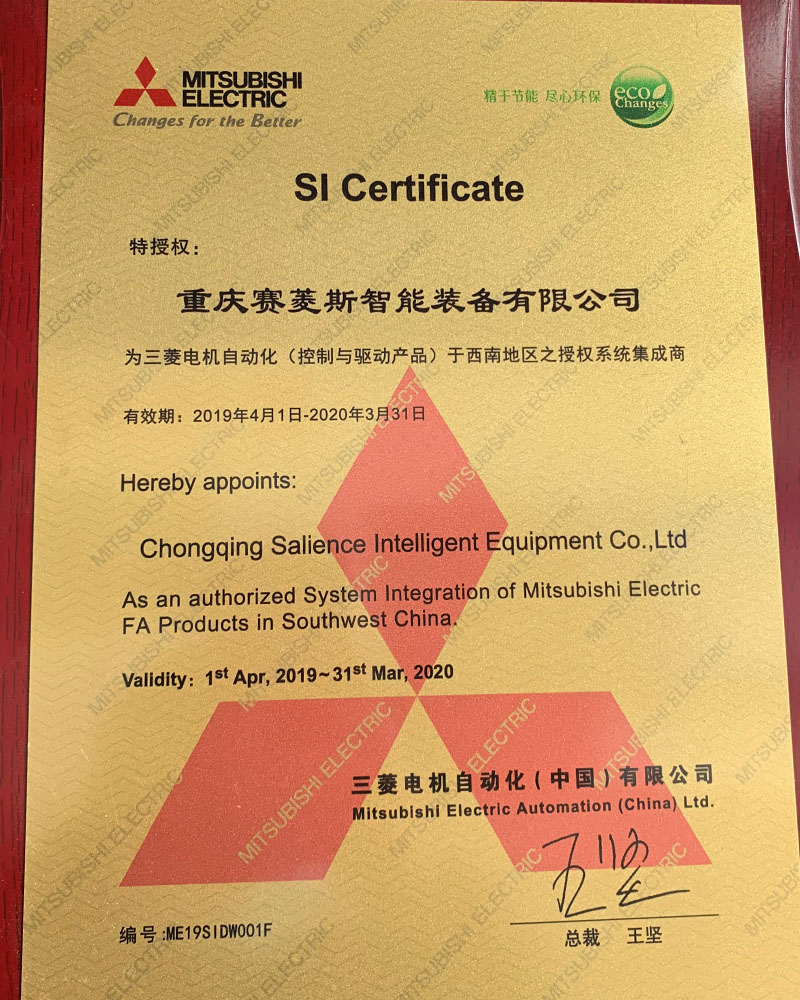 MITSUBISHI
ELECTRIC
Changes for the Better
精于节能 尽心环保
eco
Changes
SI Certificate
特授权：
重庆赛菱斯智能装备有限公司
为三菱电机自动化（控制与驱动产品）于西南地区之授权系统集成商
有效期：2019年4月1日-2020年3月31日
Hereby appoints:
Chongqing Salience Intelligent Equipment Co.,Ltd
As an authorized System Integration of Mitsubishi Electric
FA Products in Southwest China.
Validity：1st Apr, 2019~31st Mar, 2020
三菱电机自动化（中国）有限公司
Mitsubishi Electric Automation (China) Ltd.
王坚
编号:ME19SIDW001F
总裁 王坚
MITSUBISHI ELECTRIC